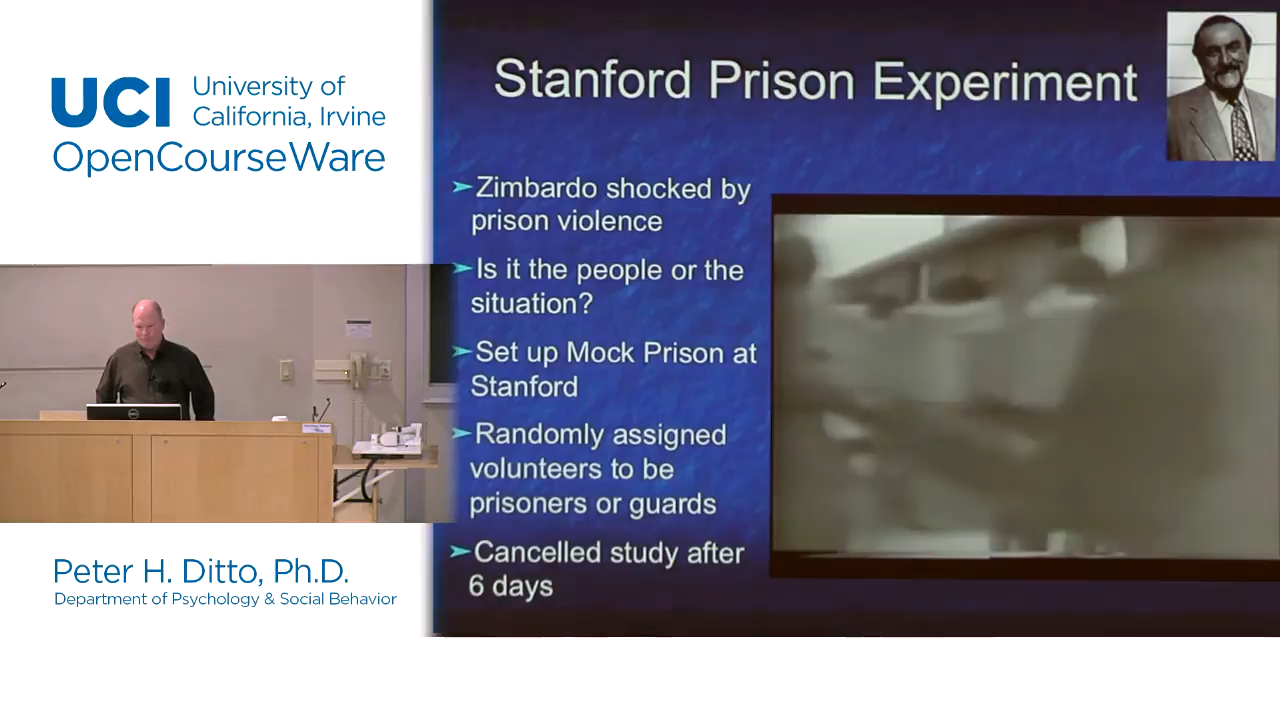 UCI University of
California, Irvine
OpenCourseWare
Stanford Prison Experiment
➢Zimbardo shocked by
prison violence
➢Is it the people or the
situation?
➢Set up Mock Prison at
Stanford
➢Randomly assigned
volunteers to be
prisoners or guards
➢Cancelled study after
6 days
Peter H. Ditto, Ph.D.
Department of Psychology & Social Behavior